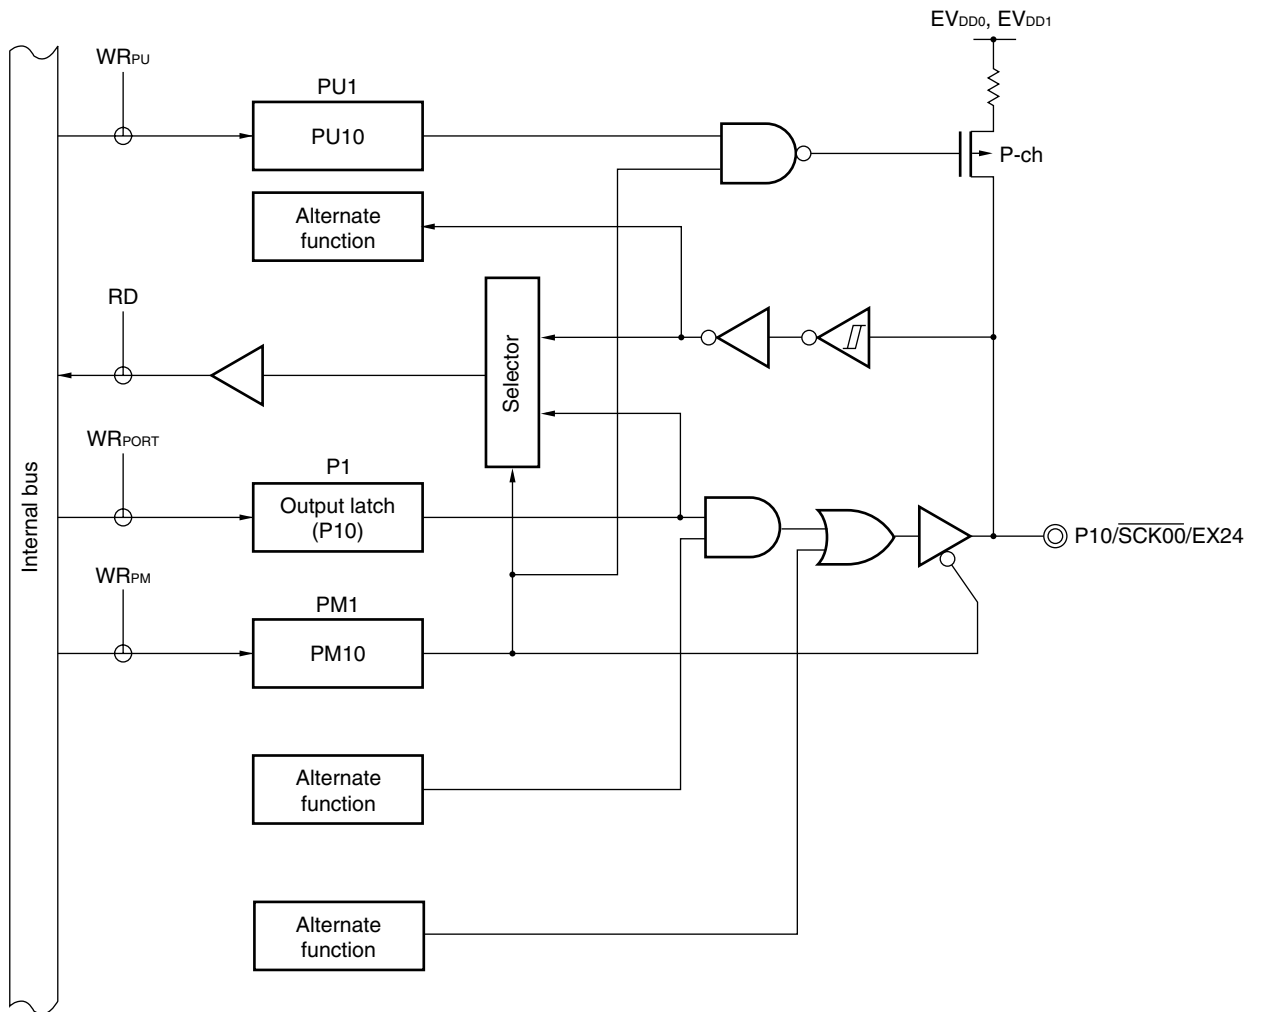 EVDD0, EVDD1
WRPU
PU1
PU10
P-ch
Alternate
function
RD
Selector
WRPORT
P1
Output latch
(P10)
Internal bus
P10/SCK00/EX24
WRPM
PM1
PM10
Alternate
function
Alternate
function